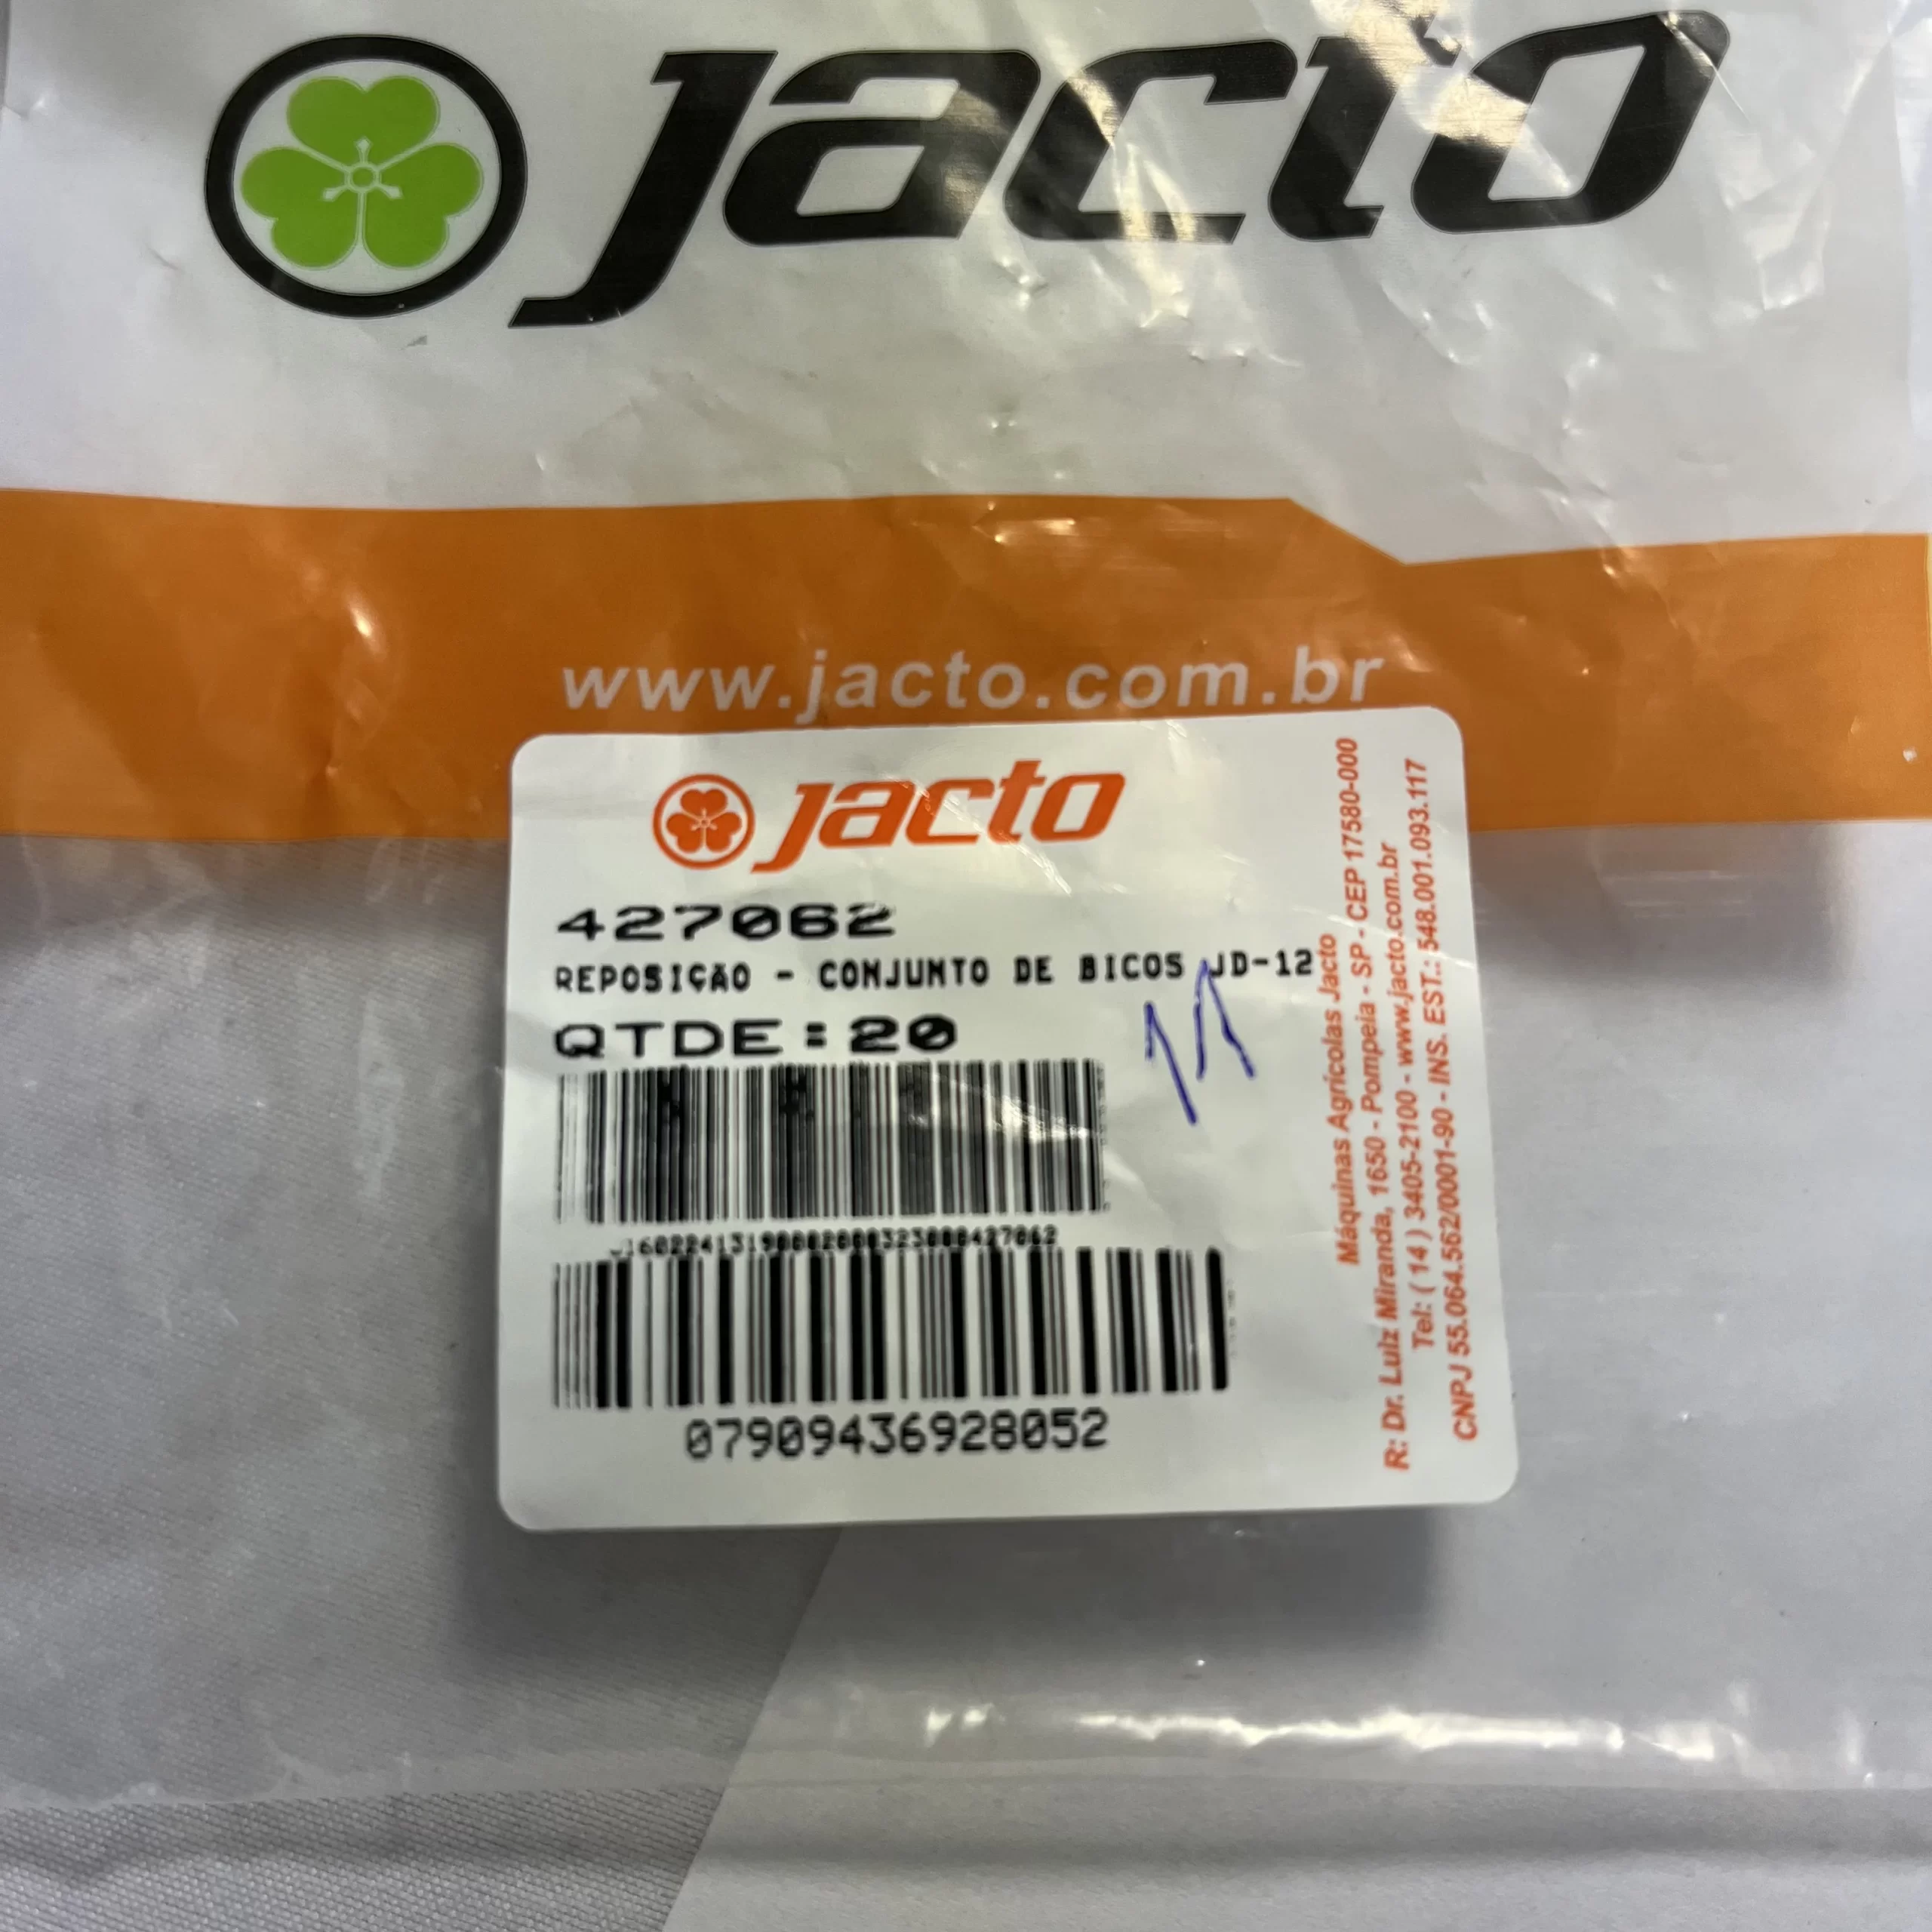 jacto
www.jacto.com.br
jacto
427062
REPOSIÇÃO - CONJUNTO DE BICOS JD-12
QTDE:20
11
07909436928052
Máquinas Agrícolas Jacto
R: Dr. Luiz Miranda, 1650 - Pompeia - SP - CEP 17580-000
Tel: ( 14 ) 3405-2100 - www.jacto.com.br
CNPJ 55.064.562/0001-90 - INS. EST.: 548.001.093.117